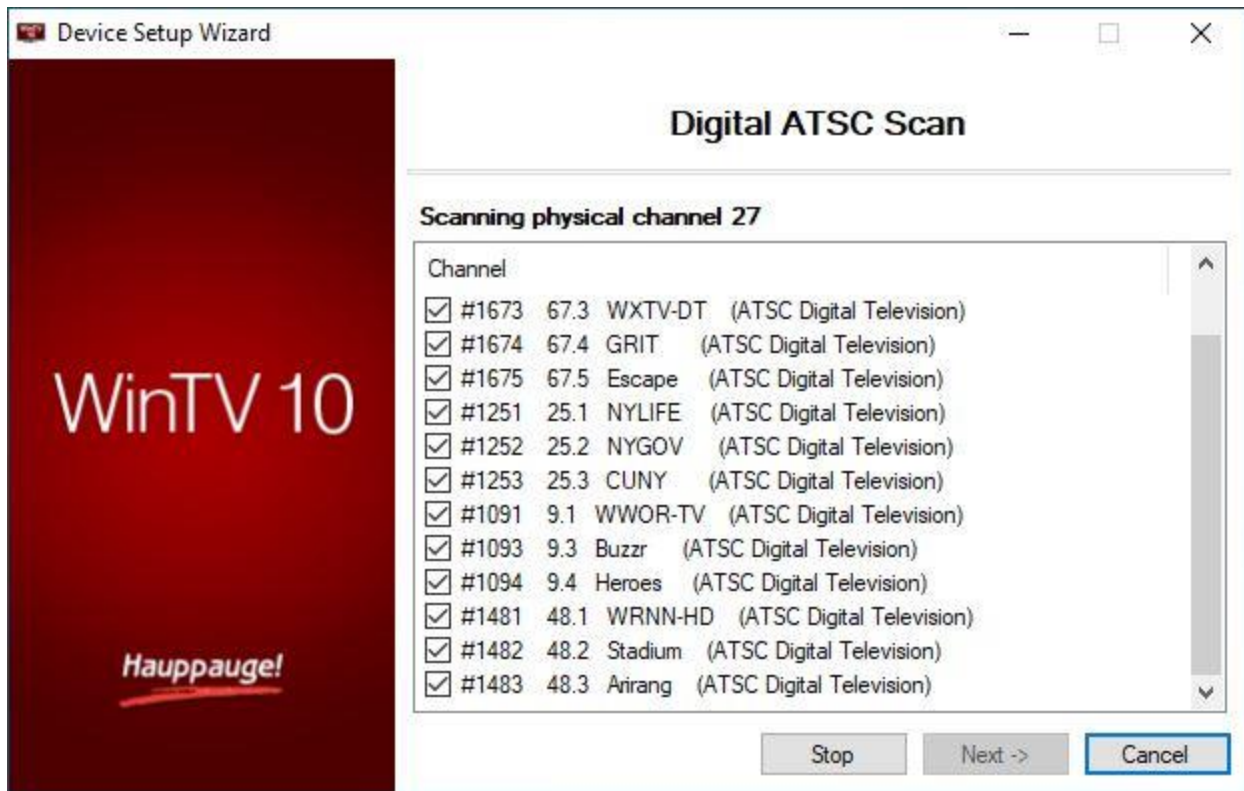 Device Setup Wizard
WinTV 10
Hauppauge!
Digital ATSC Scan
Scanning physical channel 27
Channel
#1673 67.3 WXTV-DT (ATSC Digital Television)
#1674 67.4 GRIT (ATSC Digital Television)
#1675 67.5 Escape (ATSC Digital Television)
#1251 25.1 NYLIFE (ATSC Digital Television)
#1252 25.2 NYGOV (ATSC Digital Television)
#1253 25.3 CUNY (ATSC Digital Television)
#1091 9.1 WWOR-TV (ATSC Digital Television)
#1093 9.3 Buzzr (ATSC Digital Television)
#1094 9.4 Heroes (ATSC Digital Television)
#1481 48.1 WRNN-HD (ATSC Digital Television)
#1482 48.2 Stadium (ATSC Digital Television)
#1483 48.3 Arirang (ATSC Digital Television)
Stop Next -> Cancel